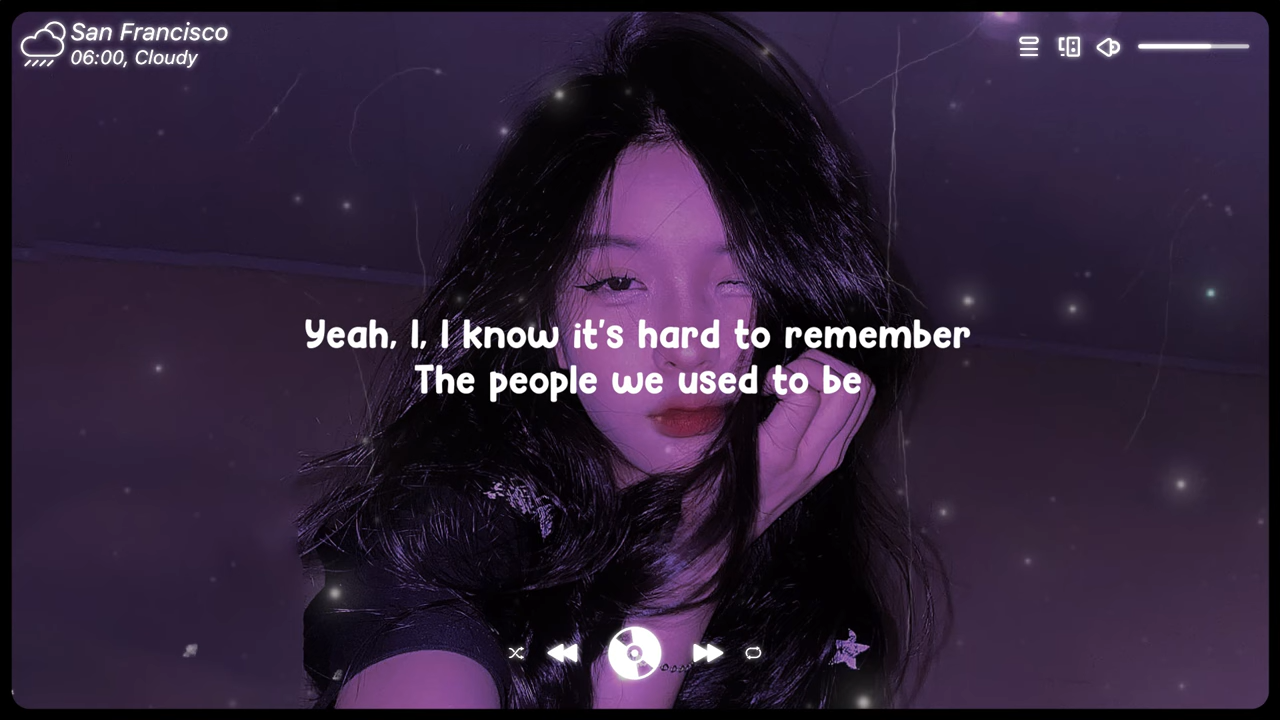 San Francisco
06:00, Cloudy
Yeah, I, I know it's hard to remember
The people we used to be